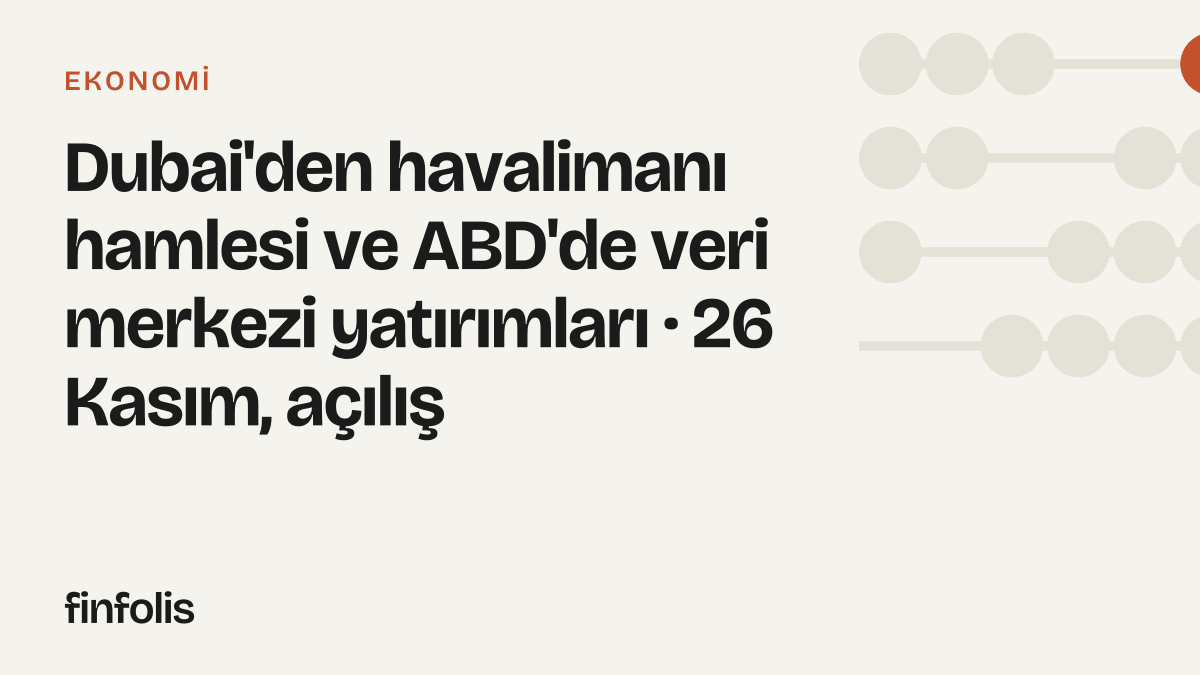 EKONOMİ
Dubai'den havalimanı
hamlesi ve ABD'de veri
merkezi yatırımları · 26
Kasım, açılış
finfolis